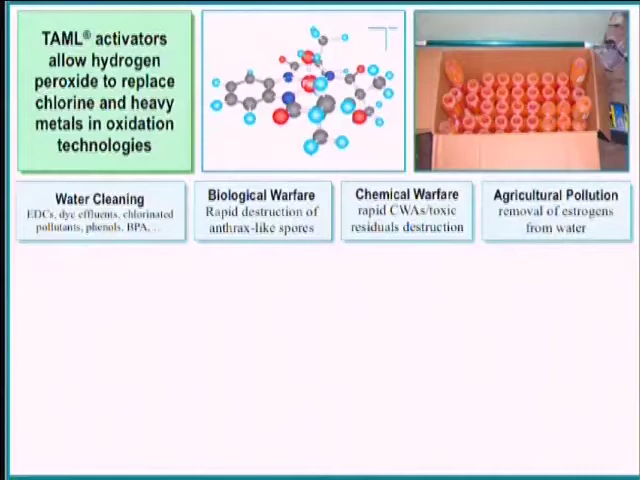 TAML® activators
allow hydrogen
peroxide to replace
chlorine and heavy
metals in oxidation
technologies
Water Cleaning
EDCs, dye effluents, chlorinated
pollutants, phenols, BPA, …
Biological Warfare
Rapid destruction of
anthrax-like spores
Chemical Warfare
rapid CWAs/toxic
residuals destruction
Agricultural Pollution
removal of estrogens
from water